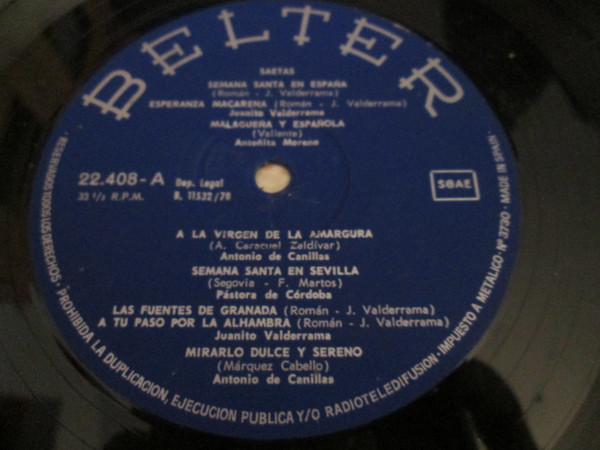 BELTER
SAETAS
SEMANA SANTA EN ESPAÑA
(Román - J. Valderrama)
ESPERANZA MACARENA (Román - J. Valderrama)
Juanito Valderrama
MALAGUEÑA Y ESPAÑOLA
(Valiente)
Antoñita Moreno
22.408-A Dep. Legal
33 1/3 R.P.M. B. 11532/70
SGAE
A LA VIRGEN DE LA AMARGURA
(A. Caracuel Zaldívar)
Antonio de Canillas
SEMANA SANTA EN SEVILLA
(Segovia - F. Martos)
Pástora de Córdoba
LAS FUENTES DE GRANADA (Román - J. Valderrama)
A TU PASO POR LA ALHAMBRA (Román - J. Valderrama)
Juanito Valderrama
MIRARLO DULCE Y SERENO
(Márquez Cabello)
Antonio de Canillas
· RESERVADOS TODOS LOS DERECHOS · PROHIBIDA LA DUPLICACION, EJECUCION PUBLICA Y/O RADIOTELEDIFUSION · IMPUESTO A METALICO · Nº 3730 · MADE IN SPAIN ·